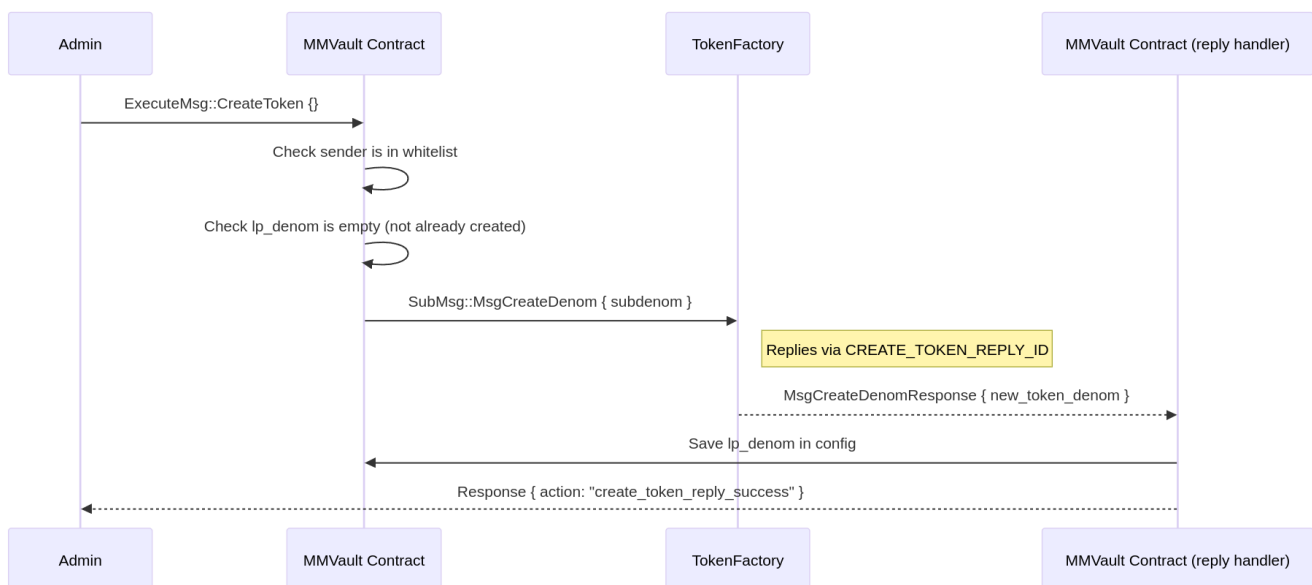 Admin
MMVault Contract
TokenFactory
MMVault Contract (reply handler)
ExecuteMsg::CreateToken {}
Check sender is in whitelist
Check lp_denom is empty (not already created)
SubMsg::MsgCreateDenom { subdenom }
Replies via CREATE_TOKEN_REPLY_ID
MsgCreateDenomResponse { new_token_denom }
Save lp_denom in config
Response { action: "create_token_reply_success" }
Admin
MMVault Contract
TokenFactory
MMVault Contract (reply handler)